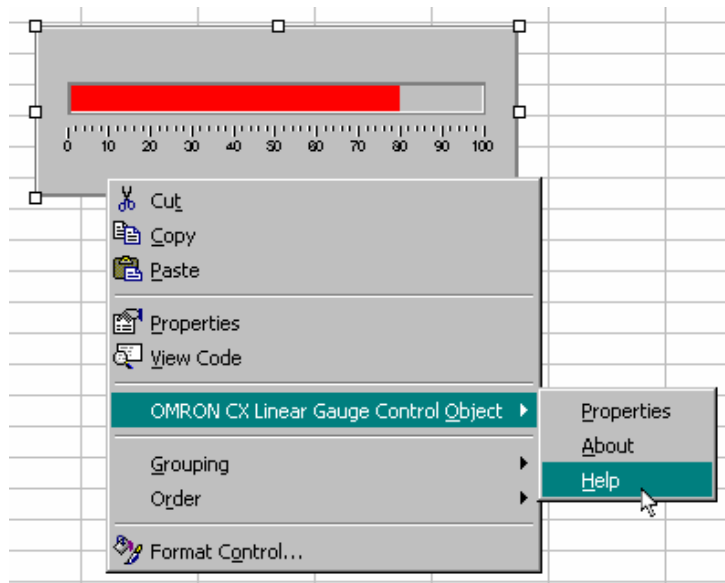 0 10 20 30 40 50 60 70 80 90 100
Cut
Copy
Paste
Properties
View Code
OMRON CX Linear Gauge Control Object
Properties
About
Help
Grouping
Order
Format Control...